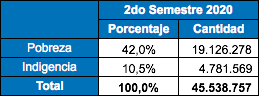 2do Semestre 2020
Porcentaje Cantidad
Pobreza 42,0% 19.126.278
Indigencia 10,5% 4.781.569
Total 100,0% 45.538.757